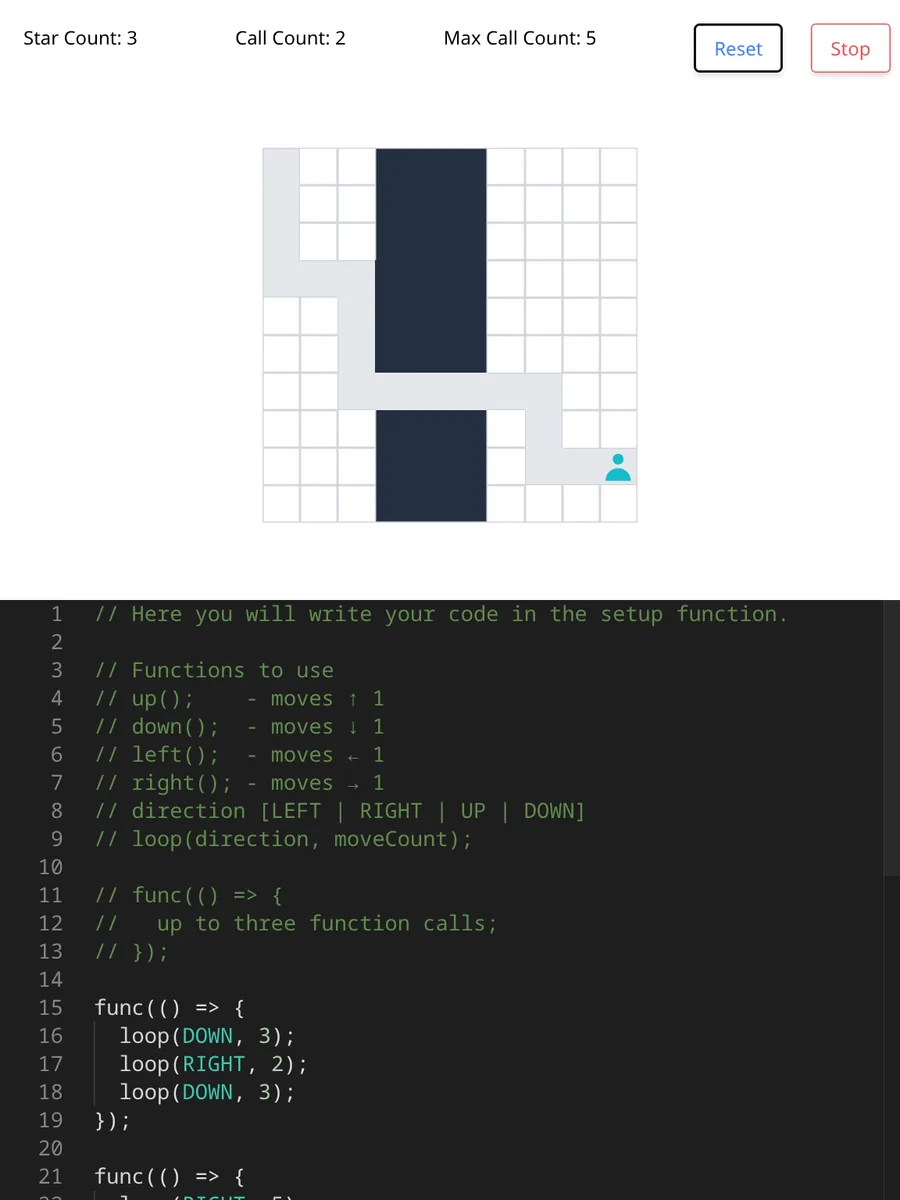 Star Count: 3 Call Count: 2 Max Call Count: 5 Reset Stop
1 // Here you will write your code in the setup function.
2
3 // Functions to use
4 // up();    - moves ↑ 1
5 // down();  - moves ↓ 1
6 // left();  - moves ← 1
7 // right(); - moves → 1
8 // direction [LEFT | RIGHT | UP | DOWN]
9 // loop(direction, moveCount);
10
11 // func(() => {
12 //   up to three function calls;
13 // });
14
15 func(() => {
16   loop(DOWN, 3);
17   loop(RIGHT, 2);
18   loop(DOWN, 3);
19 });
20
21 func(() => {